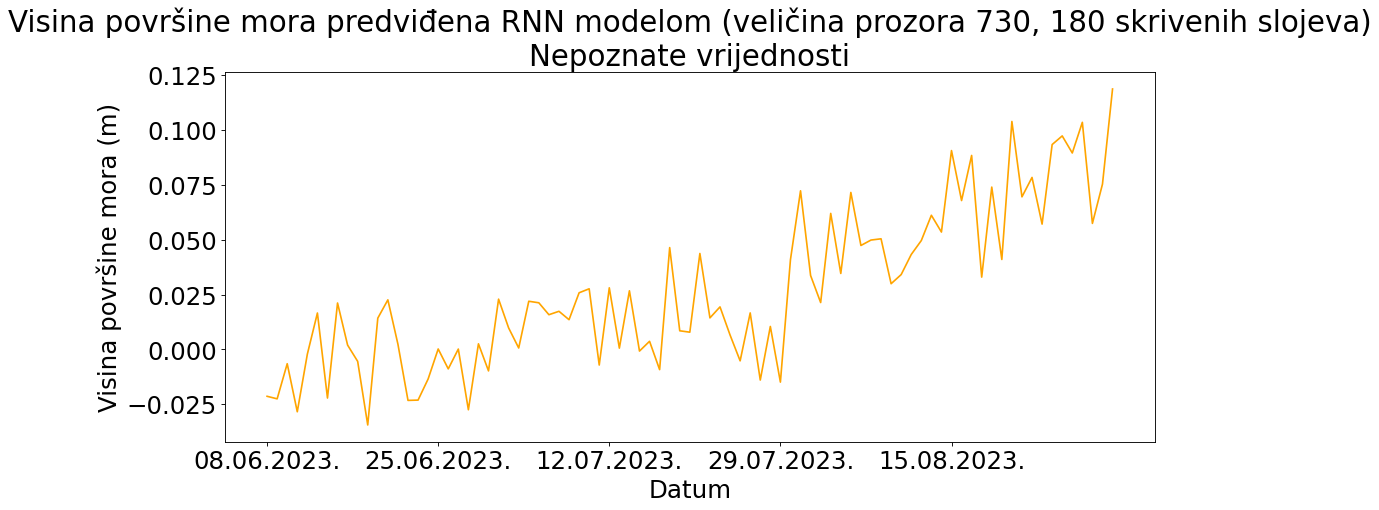 Visina površine mora predviđena RNN modelom (veličina prozora 730, 180 skrivenih slojeva)
Nepoznate vrijednosti
Visina površine mora (m)
0.125
0.100
0.075
0.050
0.025
0.000
−0.025
08.06.2023. 25.06.2023. 12.07.2023. 29.07.2023. 15.08.2023.
Datum